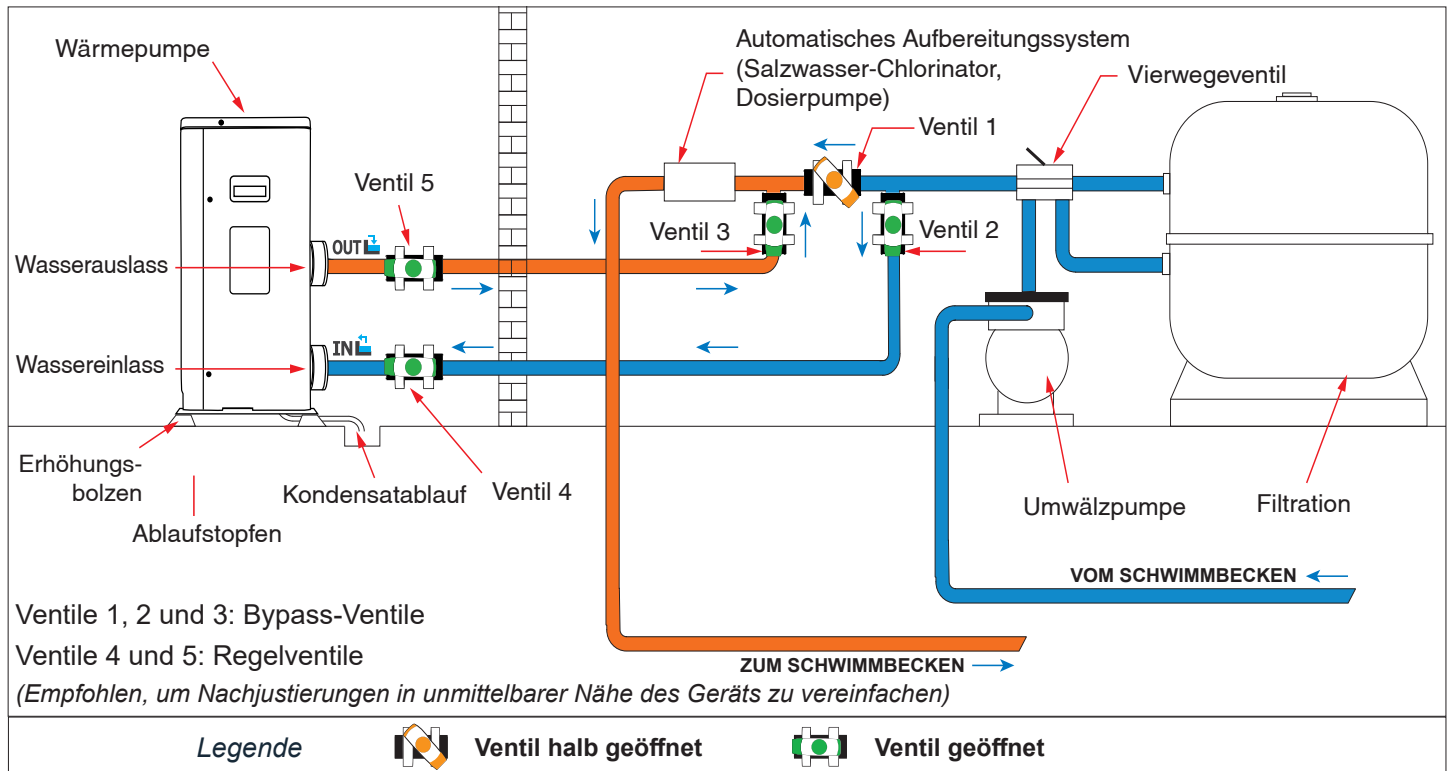 Wärmepumpe
Automatisches Aufbereitungssystem
(Salzwasser-Chlorinator,
Dosierpumpe)
Vierwegeventil
Ventil 1
Ventil 5
Ventil 3
Ventil 2
OUT
Wasserauslass
IN
Wassereinlass
Erhöhungs-
bolzen
Kondensatablauf
Ventil 4
Ablaufstopfen
Umwälzpumpe
Filtration
VOM SCHWIMMBECKEN
Ventile 1, 2 und 3: Bypass-Ventile
Ventile 4 und 5: Regelventile
ZUM SCHWIMMBECKEN
(Empfohlen, um Nachjustierungen in unmittelbarer Nähe des Geräts zu vereinfachen)
Legende
Ventil halb geöffnet
Ventil geöffnet